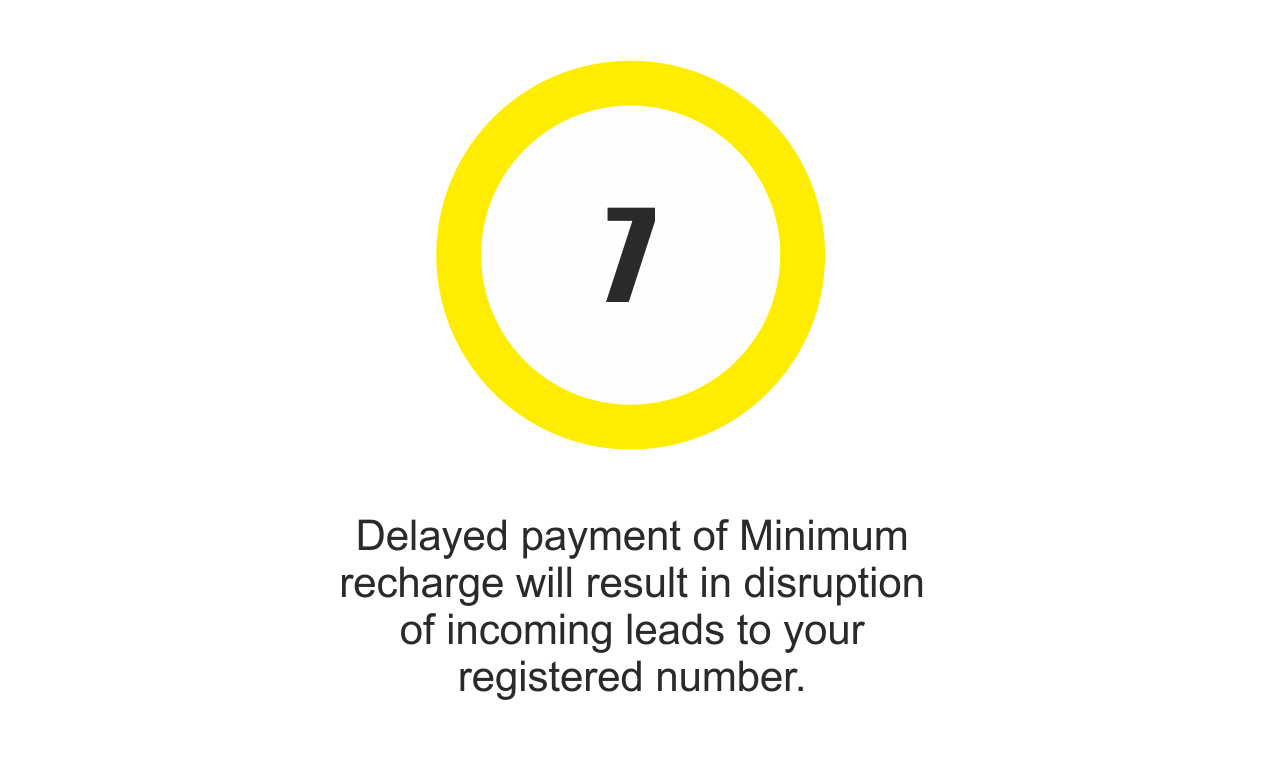 7
Delayed payment of Minimum
recharge will result in disruption
of incoming leads to your
registered number.